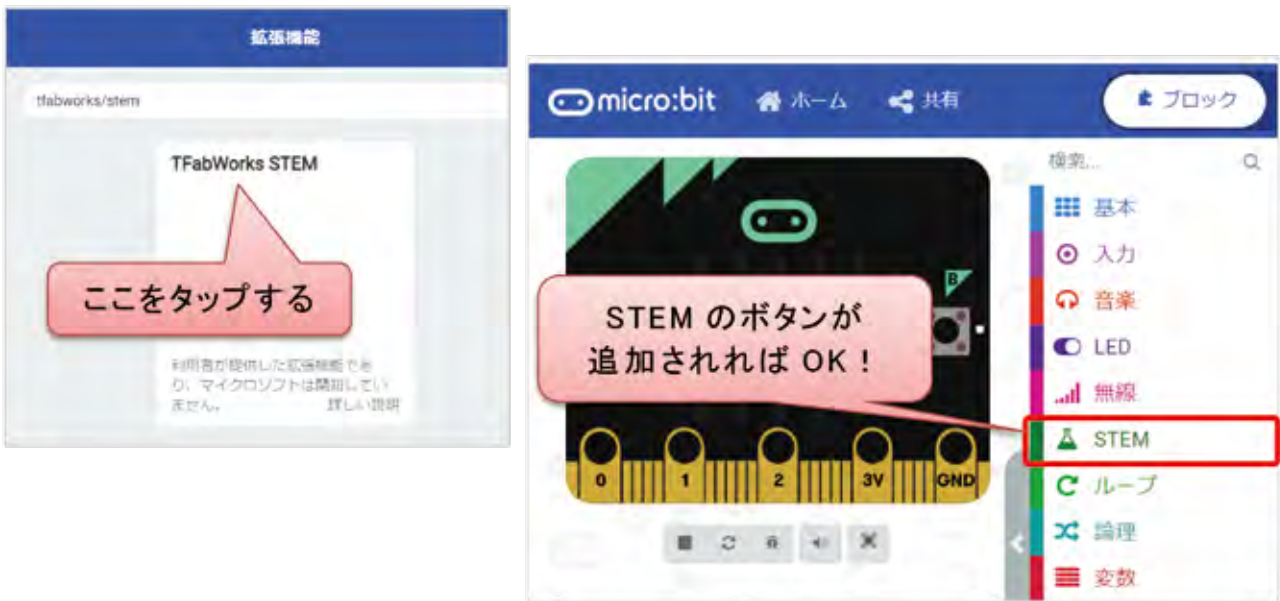 拡張機能
tfabworks/stem
TFabWorks STEM
ここをタップする
利用者が提供した拡張機能であ
り、マイクロソフトは関知してい
ません。 詳しい説明
micro:bit ホーム 共有 ブロック
検索...
基本
入力
音楽
LED
無線
STEM
ループ
論理
変数
B
STEM のボタンが
追加されれば OK！
0 1 2 3V GND